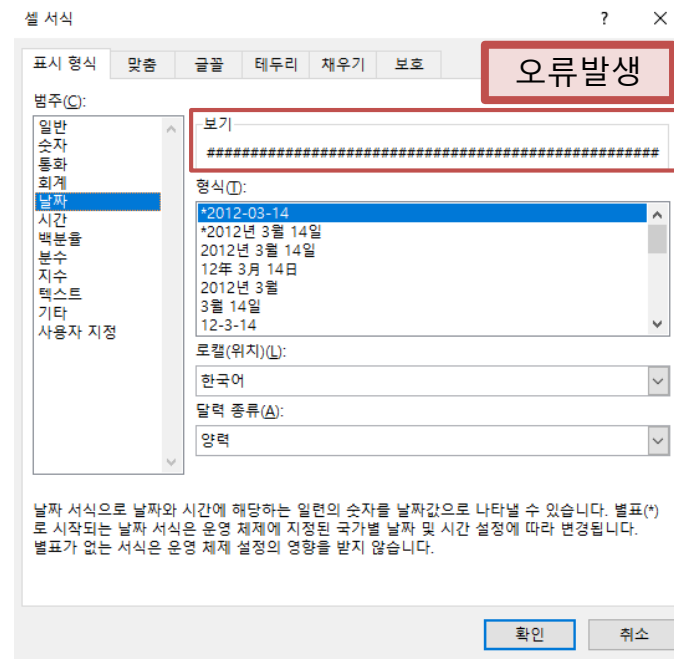 셀 서식
? ×
표시 형식 맞춤 글꼴 테두리 채우기 보호
오류발생
범주(C):
일반
숫자
통화
회계
날짜
시간
백분율
분수
지수
텍스트
기타
사용자 지정
보기
####################################################
형식(T):
*2012-03-14
*2012년 3월 14일
2012년 3월 14일
12年 3月 14日
2012년 3월
3월 14일
12-3-14
로캘(위치)(L):
한국어
달력 종류(A):
양력
날짜 서식으로 날짜와 시간에 해당하는 일련의 숫자를 날짜값으로 나타낼 수 있습니다. 별표(*)
로 시작되는 날짜 서식은 운영 체제에 지정된 국가별 날짜 및 시간 설정에 따라 변경됩니다.
별표가 없는 서식은 운영 체제 설정의 영향을 받지 않습니다.
확인 취소